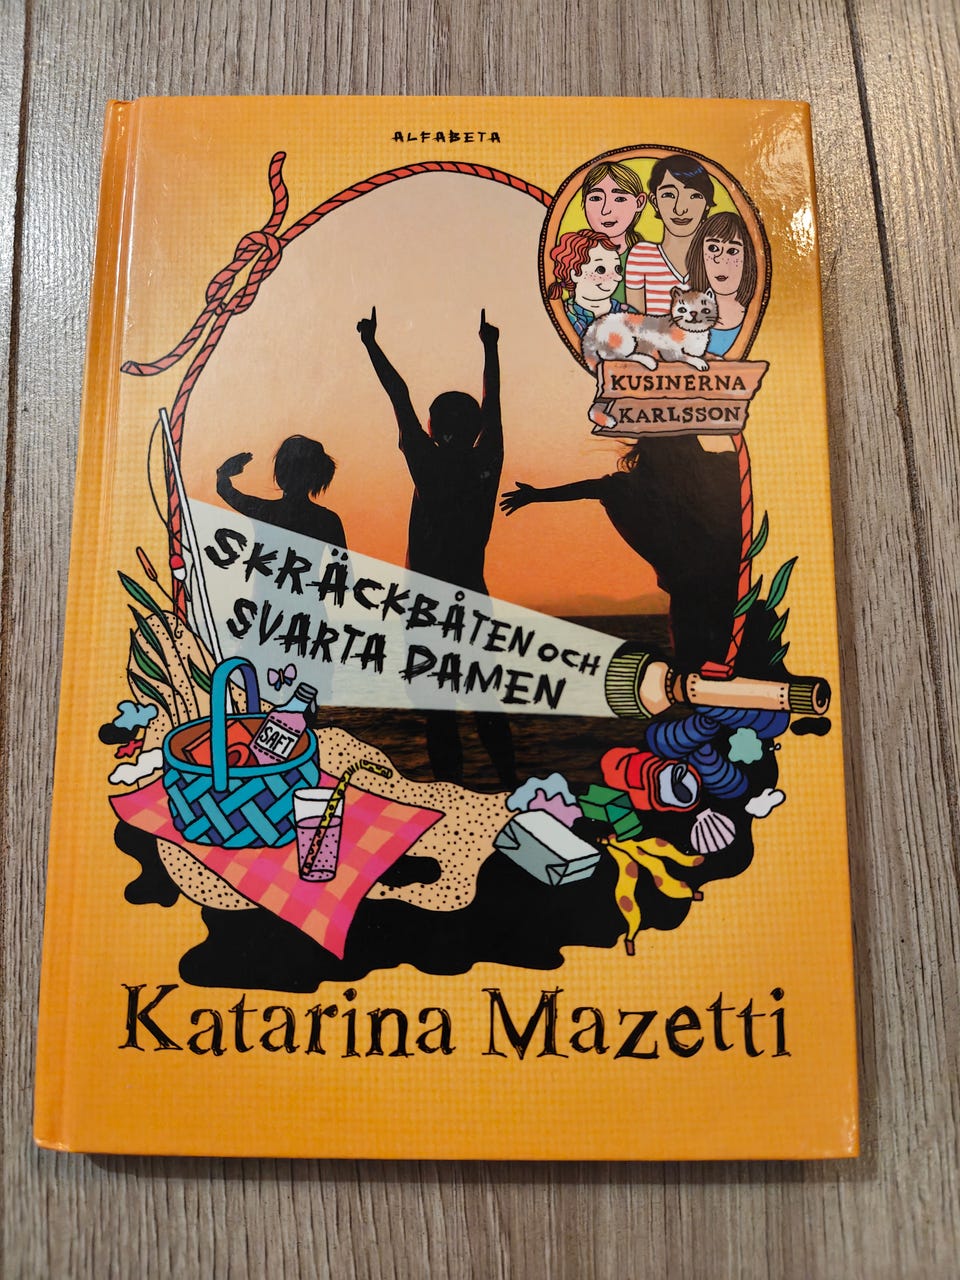 ALFABETA
KUSINERNA
KARLSSON
SKRÄCKBÅTEN OCH
SVARTA DAMEN
SAFT
Katarina Mazetti